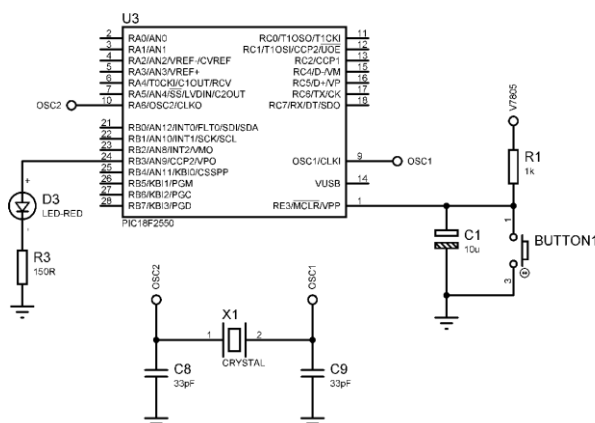 U3
2 RA0/AN0 RC0/T1OSO/T1CKI 11
3 RA1/AN1 RC1/T1OSI/CCP2/UOE 12
4 RA2/AN2/VREF-/CVREF RC2/CCP1 13
5 RA3/AN3/VREF+ RC4/D-/VM 15
6 RA4/T0CKI/C1OUT/RCV RC5/D+/VP 16
7 RA5/AN4/SS/LVDIN/C2OUT RC6/TX/CK 17
OSC2 10 RA6/OSC2/CLKO RC7/RX/DT/SDO 18
21 RB0/AN12/INT0/FLT0/SDI/SDA
22 RB1/AN10/INT1/SCK/SCL
23 RB2/AN8/INT2/VMO
24 RB3/AN9/CCP2/VPO OSC1/CLKI 9 OSC1
25 RB4/AN11/KBI0/CSSPP
26 RB5/KBI1/PGM VUSB 14
27 RB6/KBI2/PGC
28 RB7/KBI3/PGD RE3/MCLR/VPP 1
PIC18F2550
V7805
R1
1k
+
D3
LED-RED
-
R3
150R
C1
10u
1
BUTTON1
3
OSC2
OSC1
X1
1 2
CRYSTAL
C8
33pF
C9
33pF